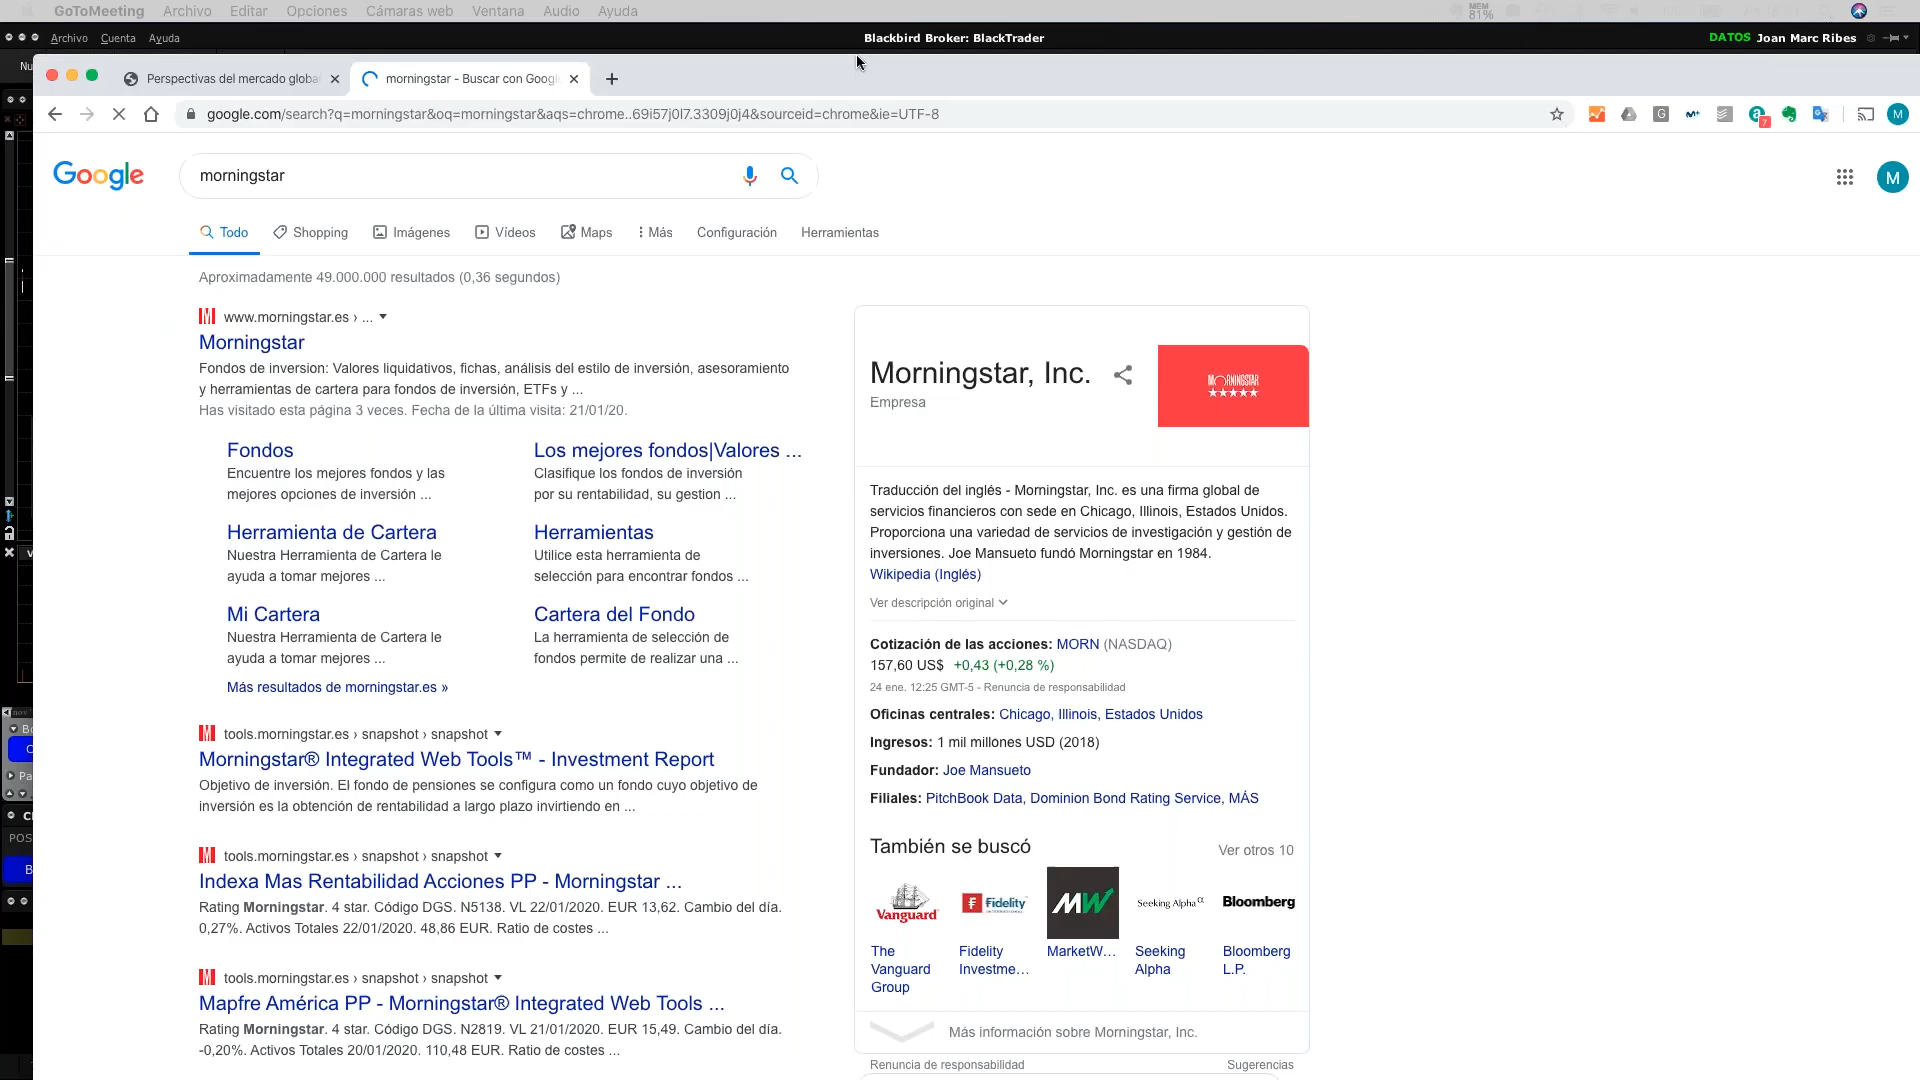 GoToMeeting Archivo Editar Opciones Cámaras web Ventana Audio Ayuda
MEM
81%
Archivo Cuenta Ayuda
Blackbird Broker: BlackTrader
DATOS Joan Marc Ribes
Nu
Perspectivas del mercado globa
morningstar - Buscar con Googl
google.com/search?q=morningstar&oq=morningstar&aqs=chrome..69i57j0l7.3309j0j4&sourceid=chrome&ie=UTF-8
7
M
Google
morningstar
M
Todo Shopping Imágenes Vídeos Maps Más Configuración Herramientas
Aproximadamente 49.000.000 resultados (0,36 segundos)
www.morningstar.es › ...
Morningstar
Fondos de inversion: Valores liquidativos, fichas, análisis del estilo de inversión, asesoramiento
y herramientas de cartera para fondos de inversión, ETFs y ...
Has visitado esta página 3 veces. Fecha de la última visita: 21/01/20.
Fondos
Encuentre los mejores fondos y las
mejores opciones de inversión ...
Los mejores fondos|Valores ...
Clasifique los fondos de inversión
por su rentabilidad, su gestion ...
Herramienta de Cartera
Nuestra Herramienta de Cartera le
ayuda a tomar mejores ...
Herramientas
Utilice esta herramienta de
selección para encontrar fondos ...
Mi Cartera
Nuestra Herramienta de Cartera le
ayuda a tomar mejores ...
Cartera del Fondo
La herramienta de selección de
fondos permite de realizar una ...
Más resultados de morningstar.es »
tools.morningstar.es › snapshot › snapshot
Morningstar® Integrated Web Tools™ - Investment Report
Objetivo de inversión. El fondo de pensiones se configura como un fondo cuyo objetivo de
inversión es la obtención de rentabilidad a largo plazo invirtiendo en ...
tools.morningstar.es › snapshot › snapshot
Indexa Mas Rentabilidad Acciones PP - Morningstar ...
Rating Morningstar. 4 star. Código DGS. N5138. VL 22/01/2020. EUR 13,62. Cambio del día.
0,27%. Activos Totales 22/01/2020. 48,86 EUR. Ratio de costes ...
tools.morningstar.es › snapshot › snapshot
Mapfre América PP - Morningstar® Integrated Web Tools ...
Rating Morningstar. 4 star. Código DGS. N2819. VL 21/01/2020. EUR 15,49. Cambio del día.
-0,20%. Activos Totales 20/01/2020. 110,48 EUR. Ratio de costes ...
Morningstar, Inc.
Empresa
MORNINGSTAR
Traducción del inglés - Morningstar, Inc. es una firma global de
servicios financieros con sede en Chicago, Illinois, Estados Unidos.
Proporciona una variedad de servicios de investigación y gestión de
inversiones. Joe Mansueto fundó Morningstar en 1984.
Wikipedia (Inglés)
Ver descripción original
Cotización de las acciones: MORN (NASDAQ)
157,60 US$ +0,43 (+0,28 %)
24 ene. 12:25 GMT-5 - Renuncia de responsabilidad
Oficinas centrales: Chicago, Illinois, Estados Unidos
Ingresos: 1 mil millones USD (2018)
Fundador: Joe Mansueto
Filiales: PitchBook Data, Dominion Bond Rating Service, MÁS
También se buscó
Ver otros 10
Vanguard Fidelity MW Seeking Alpha α Bloomberg
The
Vanguard
Group
Fidelity
Investme...
MarketW...
Seeking
Alpha
Bloomberg
L.P.
Más información sobre Morningstar, Inc.
Renuncia de responsabilidad
Sugerencias